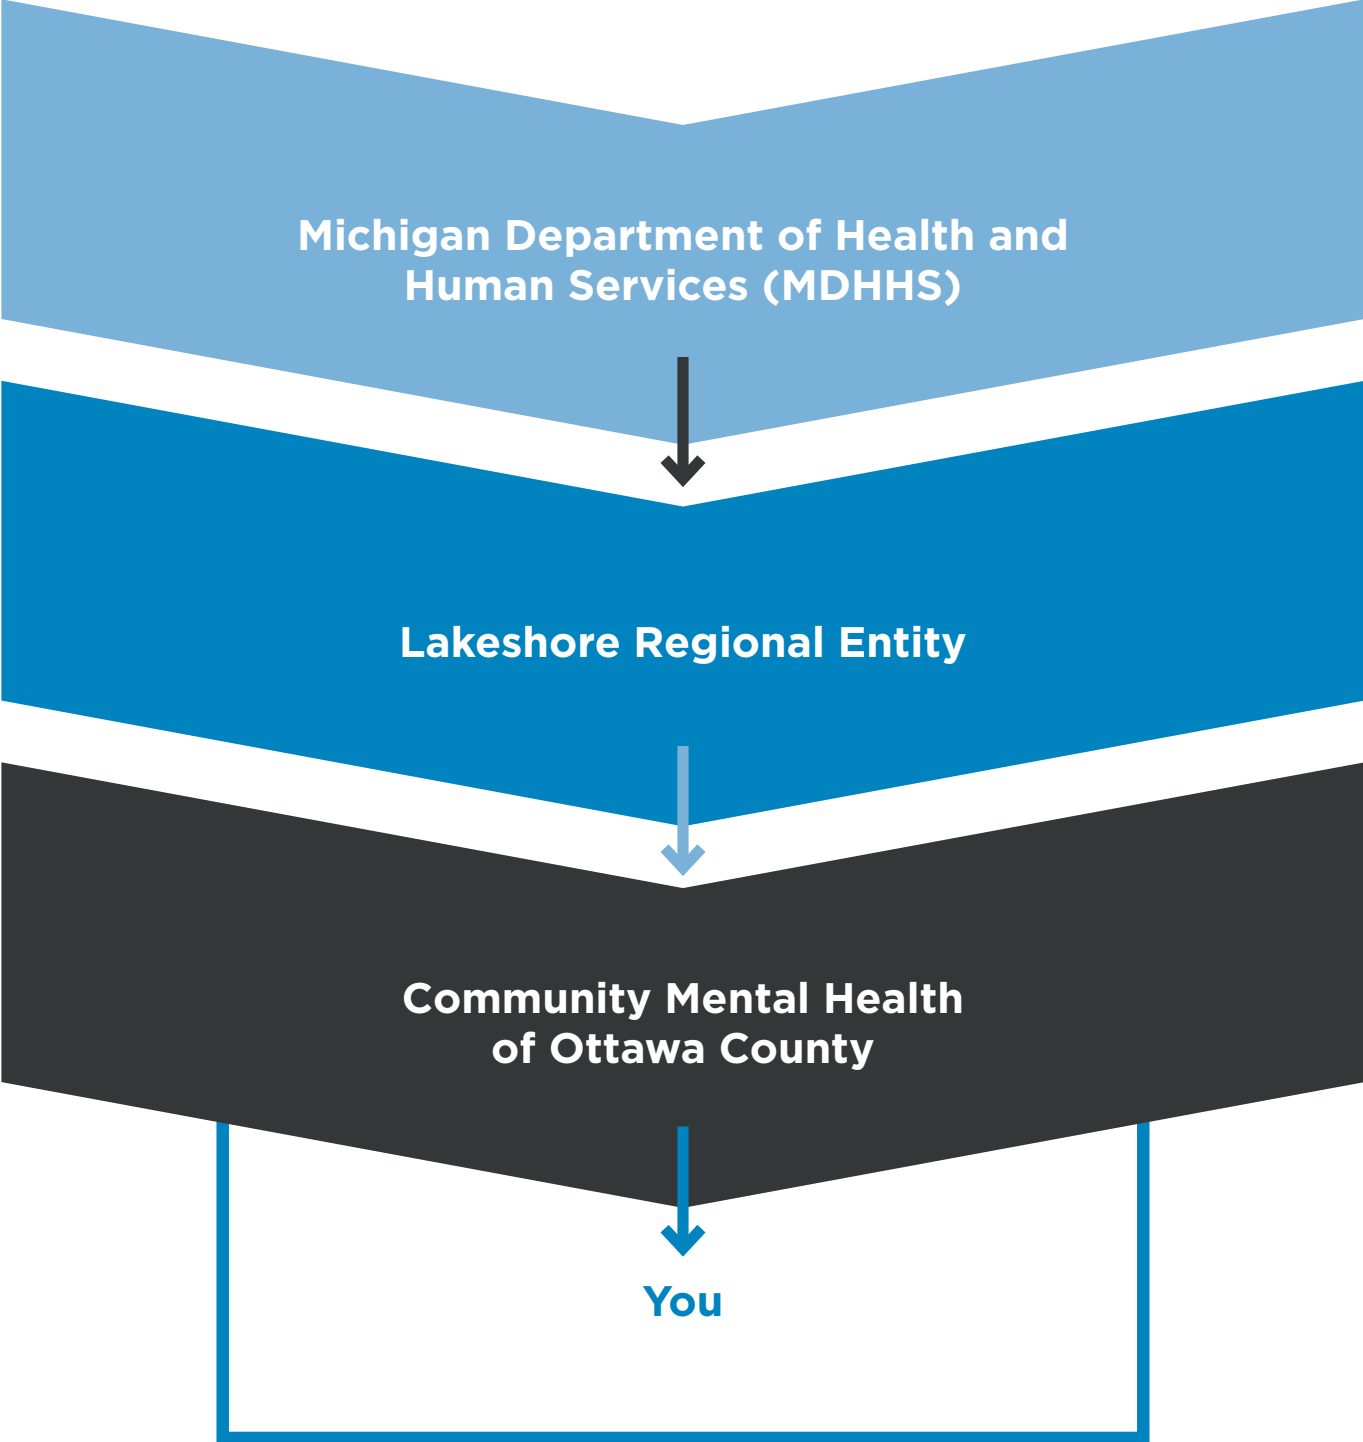 Michigan Department of Health and
Human Services (MDHHS)
Lakeshore Regional Entity
Community Mental Health
of Ottawa County
You